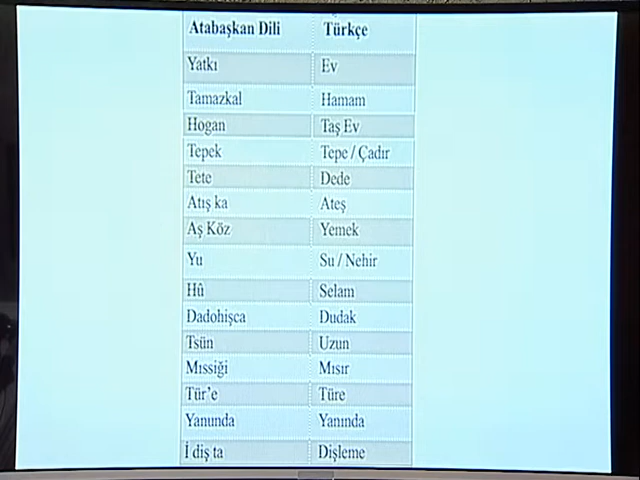 Atabaşkan Dili Türkçe
Yatkı Ev
Tamazkal Hamam
Hogan Taş Ev
Tepek Tepe / Çadır
Tete Dede
Atış ka Ateş
Aş Köz Yemek
Yu Su / Nehir
Hû Selam
Dadohişca Dudak
Tsün Uzun
Mıssiği Mısır
Tür'e Türe
Yanunda Yanında
İ diş ta Dişleme